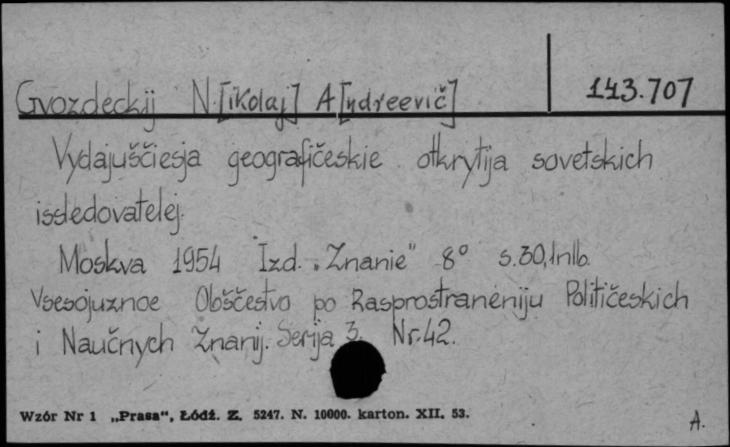 Gvozdeckij N.[ikolaj] A[ndreevič] 143.707
Vydajuščiesja geografičeskie otkrytija sovetskich
issledovatelej.
Moskva 1954 Izd. „Znanie" 8° s.30,1nlb.
Vsesojuznoe Obščestvo po Rasprostraneniju Političeskich
i Naučnych Znanij. Serija 3. Nr.42.
Wzór Nr 1 „Prasa“, Łódź. Z. 5247. N. 10000. karton. XII. 53.
A.